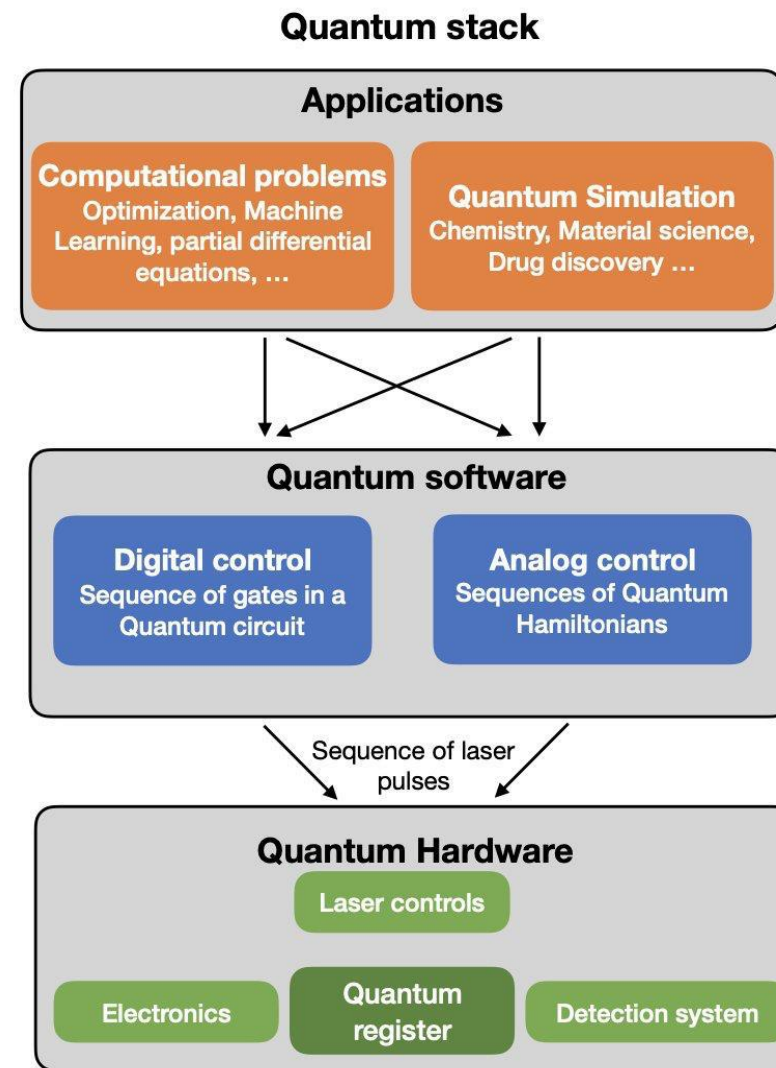 Quantum stack
Applications
Computational problems
Optimization, Machine
Learning, partial differential
equations, ...
Quantum Simulation
Chemistry, Material science,
Drug discovery ...
Quantum software
Digital control
Sequence of gates in a
Quantum circuit
Analog control
Sequences of Quantum
Hamiltonians
Sequence of laser
pulses
Quantum Hardware
Laser controls
Electronics
Quantum
register
Detection system